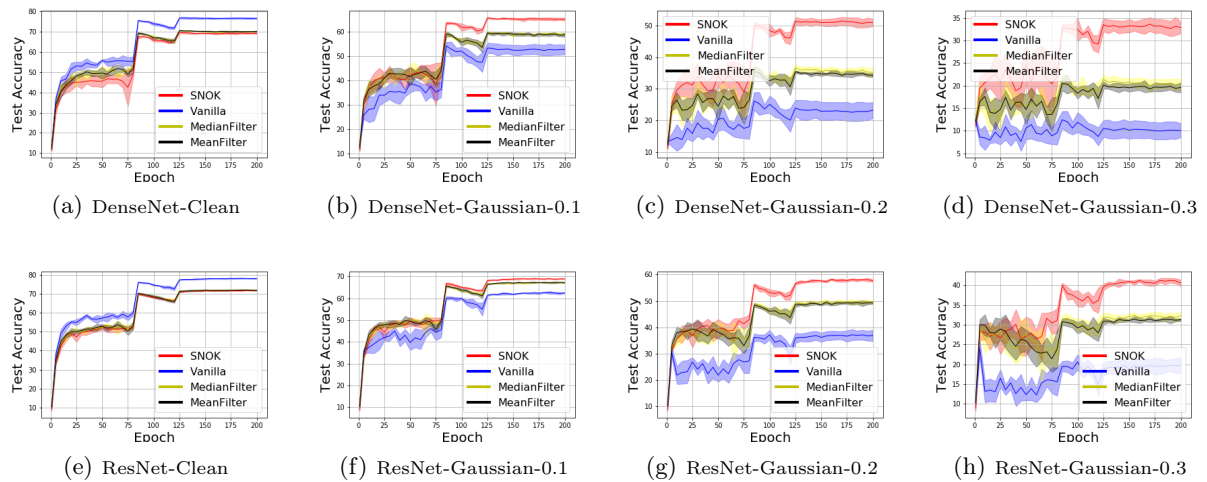 80
70
60
50
40
30
20
10
Test Accuracy
SNOK
Vanilla
MedianFilter
MeanFilter
0 25 50 75 100 125 150 175 200
Epoch
(a) DenseNet-Clean
70
60
50
40
30
20
10
Test Accuracy
SNOK
Vanilla
MedianFilter
MeanFilter
0 25 50 75 100 125 150 175 200
Epoch
(b) DenseNet-Gaussian-0.1
50
40
30
20
10
Test Accuracy
SNOK
Vanilla
MedianFilter
MeanFilter
0 25 50 75 100 125 150 175 200
Epoch
(c) DenseNet-Gaussian-0.2
35
30
25
20
15
10
5
Test Accuracy
SNOK
Vanilla
MedianFilter
MeanFilter
0 25 50 75 100 125 150 175 200
Epoch
(d) DenseNet-Gaussian-0.3
80
70
60
50
40
30
20
10
Test Accuracy
SNOK
Vanilla
MedianFilter
MeanFilter
0 25 50 75 100 125 150 175 200
Epoch
(e) ResNet-Clean
70
60
50
40
30
20
10
Test Accuracy
SNOK
Vanilla
MedianFilter
MeanFilter
0 25 50 75 100 125 150 175 200
Epoch
(f) ResNet-Gaussian-0.1
60
50
40
30
20
10
Test Accuracy
SNOK
Vanilla
MedianFilter
MeanFilter
0 25 50 75 100 125 150 175 200
Epoch
(g) ResNet-Gaussian-0.2
40
35
30
25
20
15
10
Test Accuracy
SNOK
Vanilla
MedianFilter
MeanFilter
0 25 50 75 100 125 150 175 200
Epoch
(h) ResNet-Gaussian-0.3